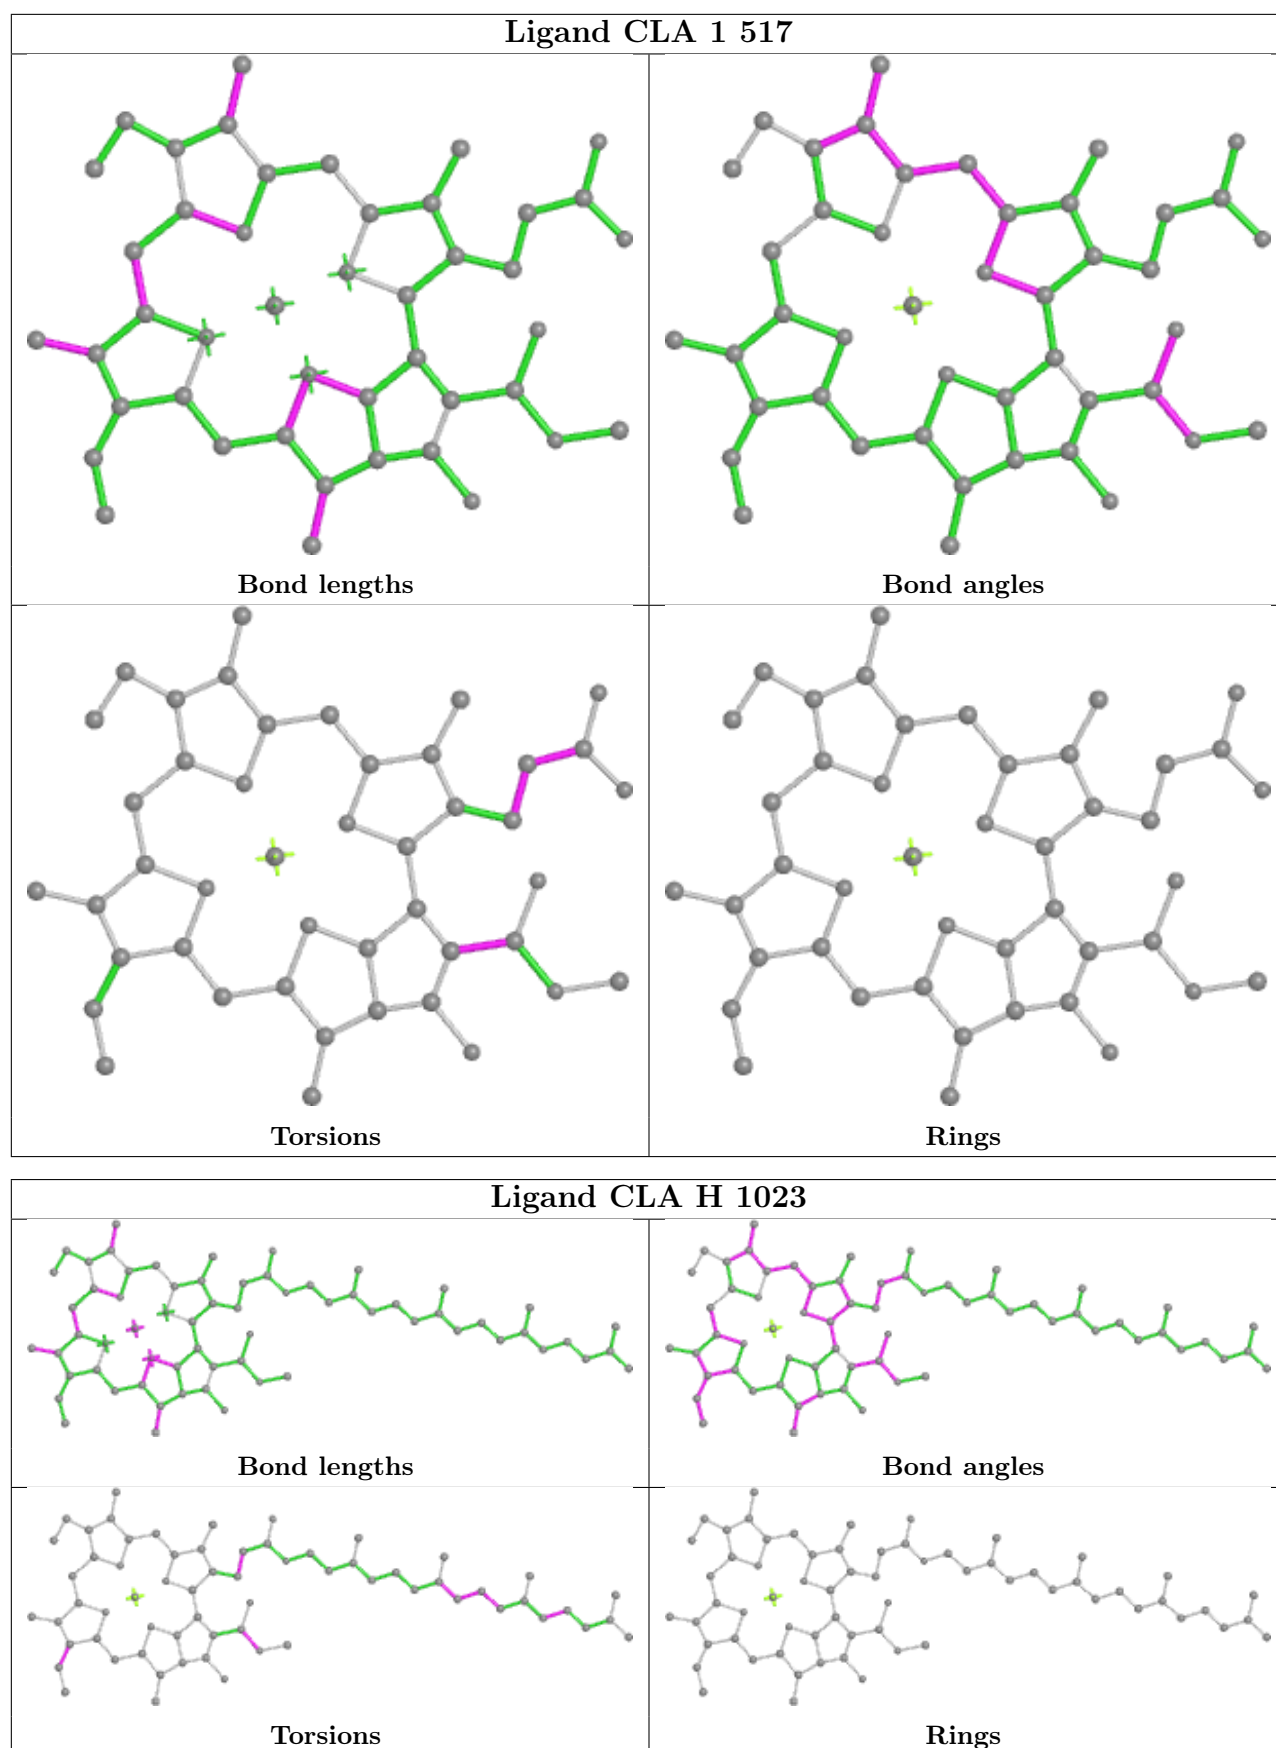 Ligand CLA 1 517
Bond lengths
Bond angles
Torsions
Rings
Ligand CLA H 1023
Bond lengths
Bond angles
Torsions
Rings